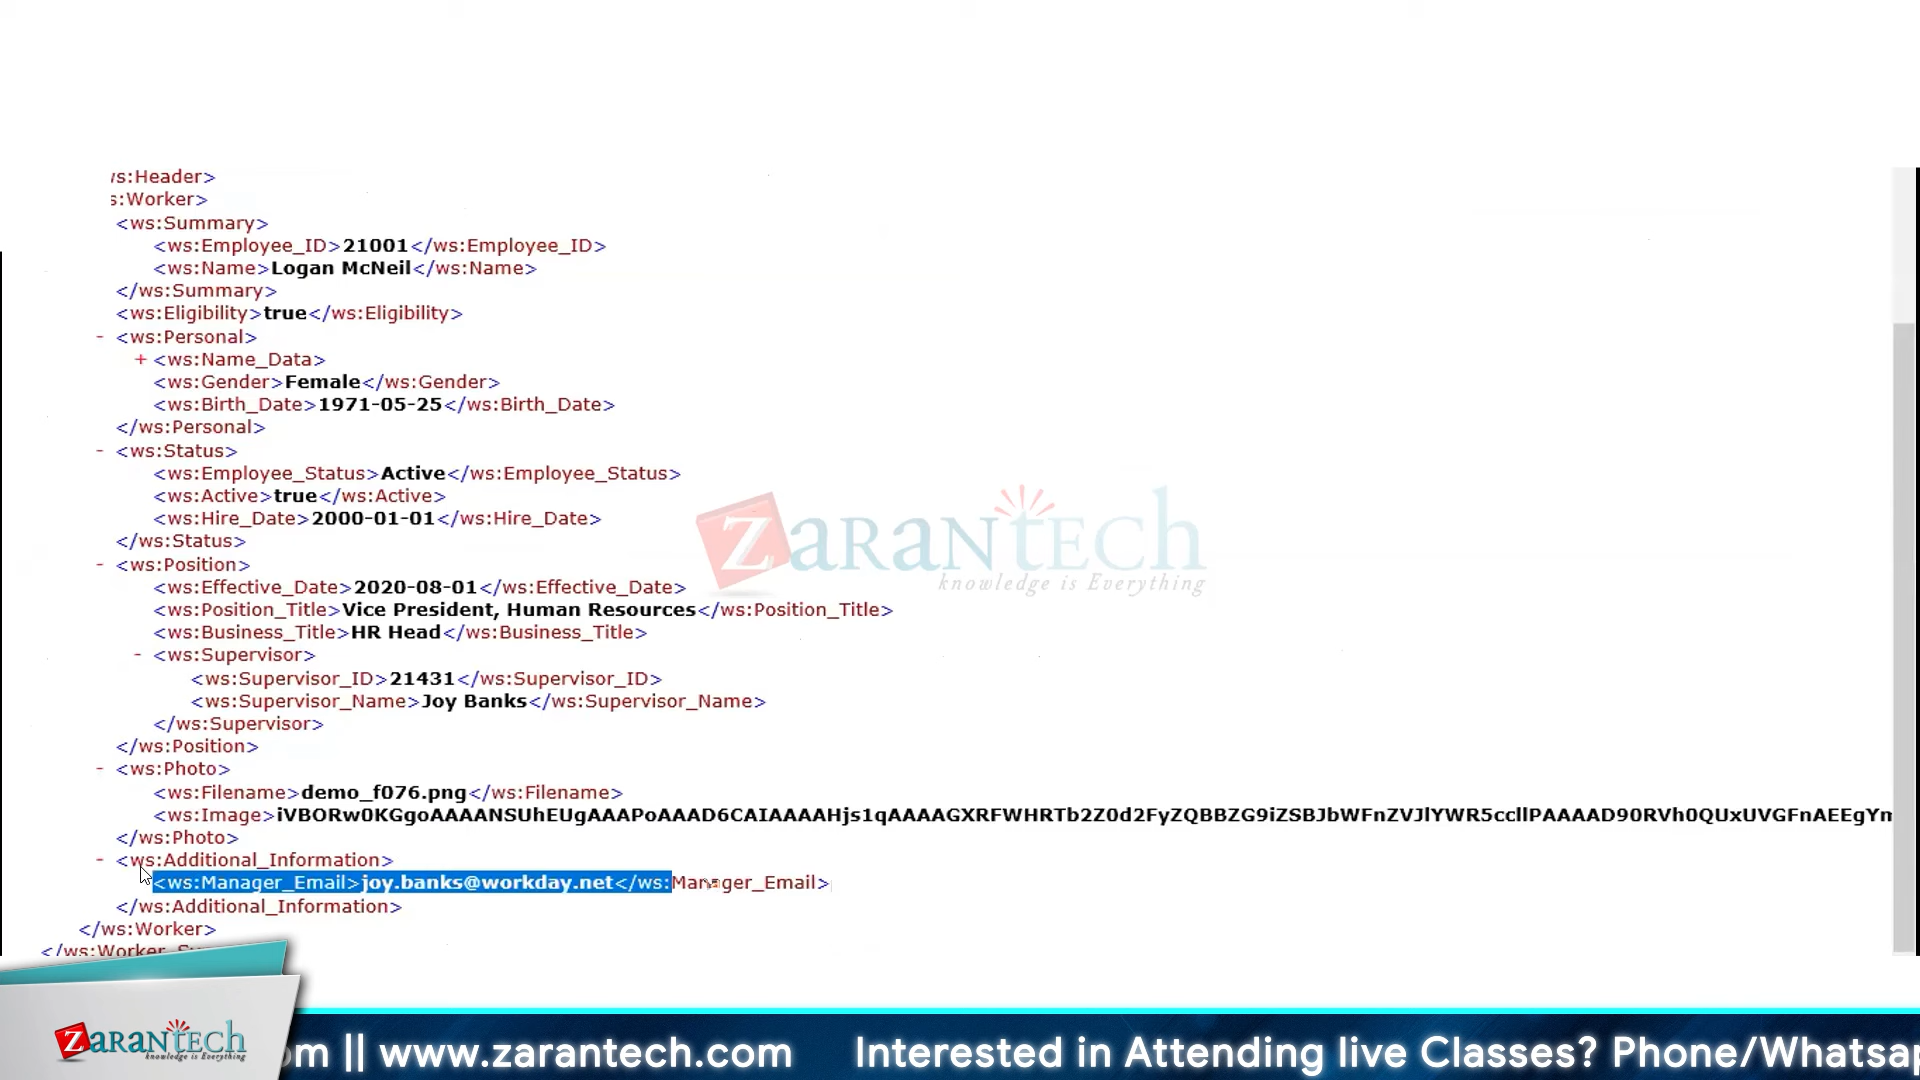 /s:Header>
s:Worker>
<ws:Summary>
<ws:Employee_ID>21001</ws:Employee_ID>
<ws:Name>Logan McNeil</ws:Name>
</ws:Summary>
<ws:Eligibility>true</ws:Eligibility>
- <ws:Personal>
+ <ws:Name_Data>
<ws:Gender>Female</ws:Gender>
<ws:Birth_Date>1971-05-25</ws:Birth_Date>
</ws:Personal>
- <ws:Status>
<ws:Employee_Status>Active</ws:Employee_Status>
<ws:Active>true</ws:Active>
<ws:Hire_Date>2000-01-01</ws:Hire_Date>
</ws:Status>
- <ws:Position>
<ws:Effective_Date>2020-08-01</ws:Effective_Date>
<ws:Position_Title>Vice President, Human Resources</ws:Position_Title>
<ws:Business_Title>HR Head</ws:Business_Title>
- <ws:Supervisor>
<ws:Supervisor_ID>21431</ws:Supervisor_ID>
<ws:Supervisor_Name>Joy Banks</ws:Supervisor_Name>
</ws:Supervisor>
</ws:Position>
- <ws:Photo>
<ws:Filename>demo_f076.png</ws:Filename>
<ws:Image>iVBORw0KGgoAAAANSUhEUgAAAPoAAAD6CAIAAAAHjs1qAAAAGXRFWHRTb2Z0d2FyZQBBZG9iZSBJbWFnZVJlYWR5ccllPAAAAD90RVh0QUxUVGFnAEEgYm
</ws:Photo>
- <ws:Additional_Information>
<ws:Manager_Email>joy.banks@workday.net</ws:Manager_Email>
</ws:Additional_Information>
</ws:Worker>
</ws:Worker
ZARANTECH
knowledge is Everything
ZARANTECH
knowledge is Everything
om || www.zarantech.com Interested in Attending live Classes? Phone/Whatsap